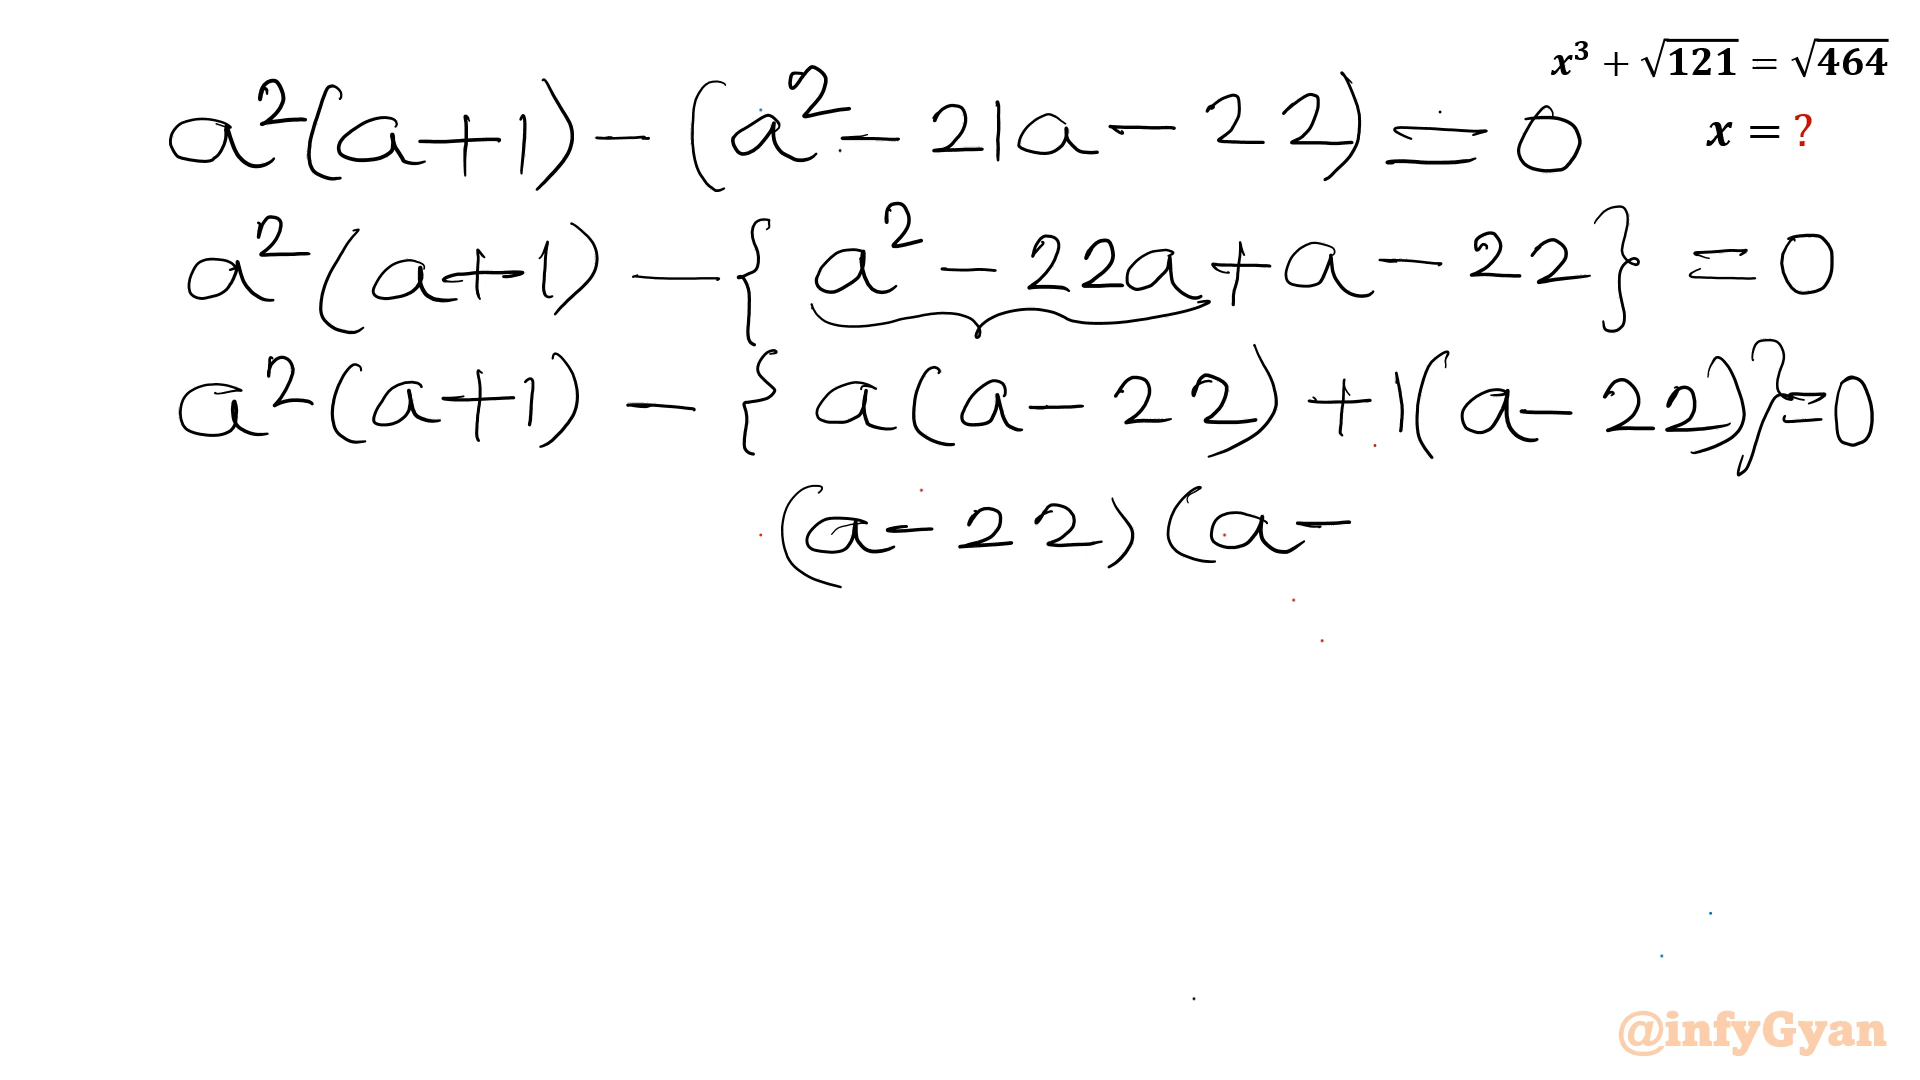 x³ + √121 = √464
x = ?
a²(a+1) - (a² - 21a - 22) = 0
a²(a+1) - { a² - 22a + a - 22 } = 0
a²(a+1) - { a(a-22) + 1(a-22) } = 0
(a-22)(a-
@infyGyan